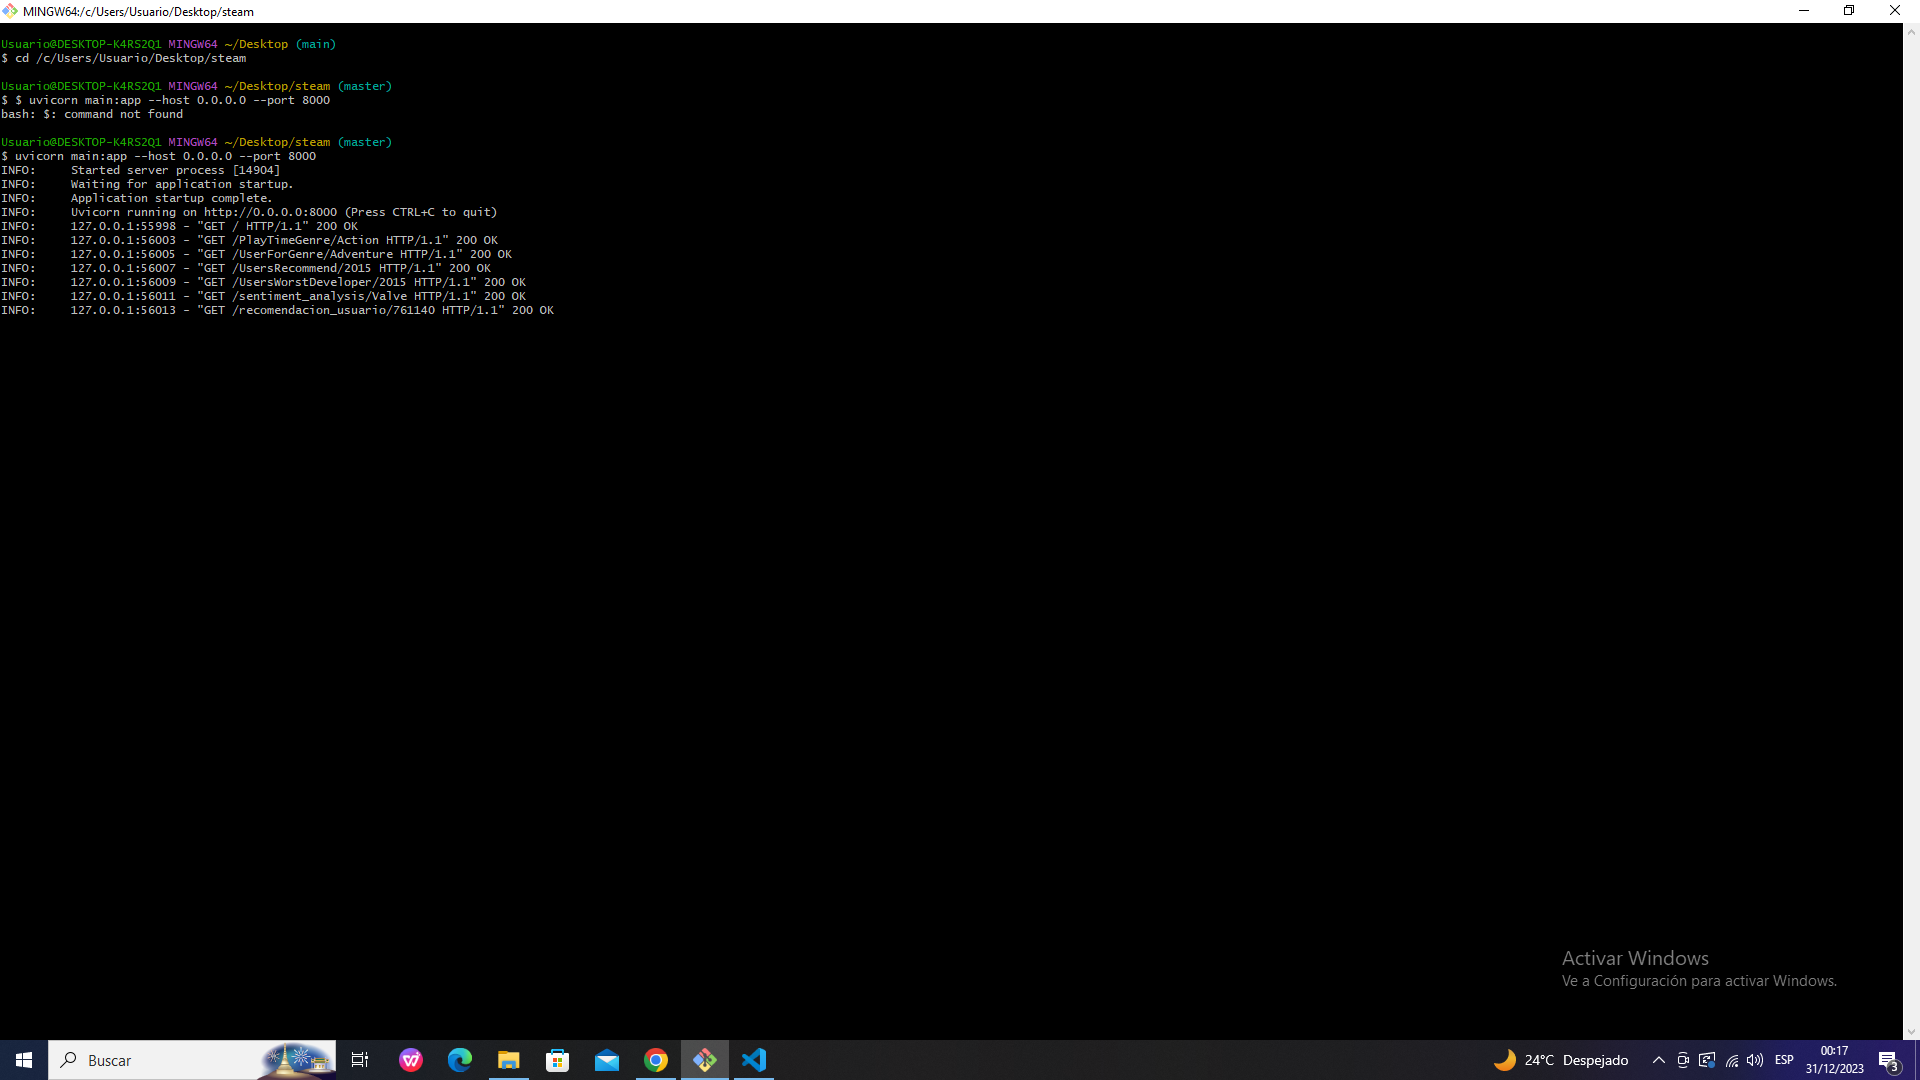 MINGW64:/c/Users/Usuario/Desktop/steam
Usuario@DESKTOP-K4RS2Q1 MINGW64 ~/Desktop (main)
$ cd /c/Users/Usuario/Desktop/steam
Usuario@DESKTOP-K4RS2Q1 MINGW64 ~/Desktop/steam (master)
$ $ uvicorn main:app --host 0.0.0.0 --port 8000
bash: $: command not found
Usuario@DESKTOP-K4RS2Q1 MINGW64 ~/Desktop/steam (master)
$ uvicorn main:app --host 0.0.0.0 --port 8000
INFO:     Started server process [14904]
INFO:     Waiting for application startup.
INFO:     Application startup complete.
INFO:     Uvicorn running on http://0.0.0.0:8000 (Press CTRL+C to quit)
INFO:     127.0.0.1:55998 - "GET / HTTP/1.1" 200 OK
INFO:     127.0.0.1:56003 - "GET /PlayTimeGenre/Action HTTP/1.1" 200 OK
INFO:     127.0.0.1:56005 - "GET /UserForGenre/Adventure HTTP/1.1" 200 OK
INFO:     127.0.0.1:56007 - "GET /UsersRecommend/2015 HTTP/1.1" 200 OK
INFO:     127.0.0.1:56009 - "GET /UsersWorstDeveloper/2015 HTTP/1.1" 200 OK
INFO:     127.0.0.1:56011 - "GET /sentiment_analysis/Valve HTTP/1.1" 200 OK
INFO:     127.0.0.1:56013 - "GET /recomendacion_usuario/761140 HTTP/1.1" 200 OK
Activar Windows
Ve a Configuración para activar Windows.
Buscar
24°C Despejado
ESP
00:17
31/12/2023
3